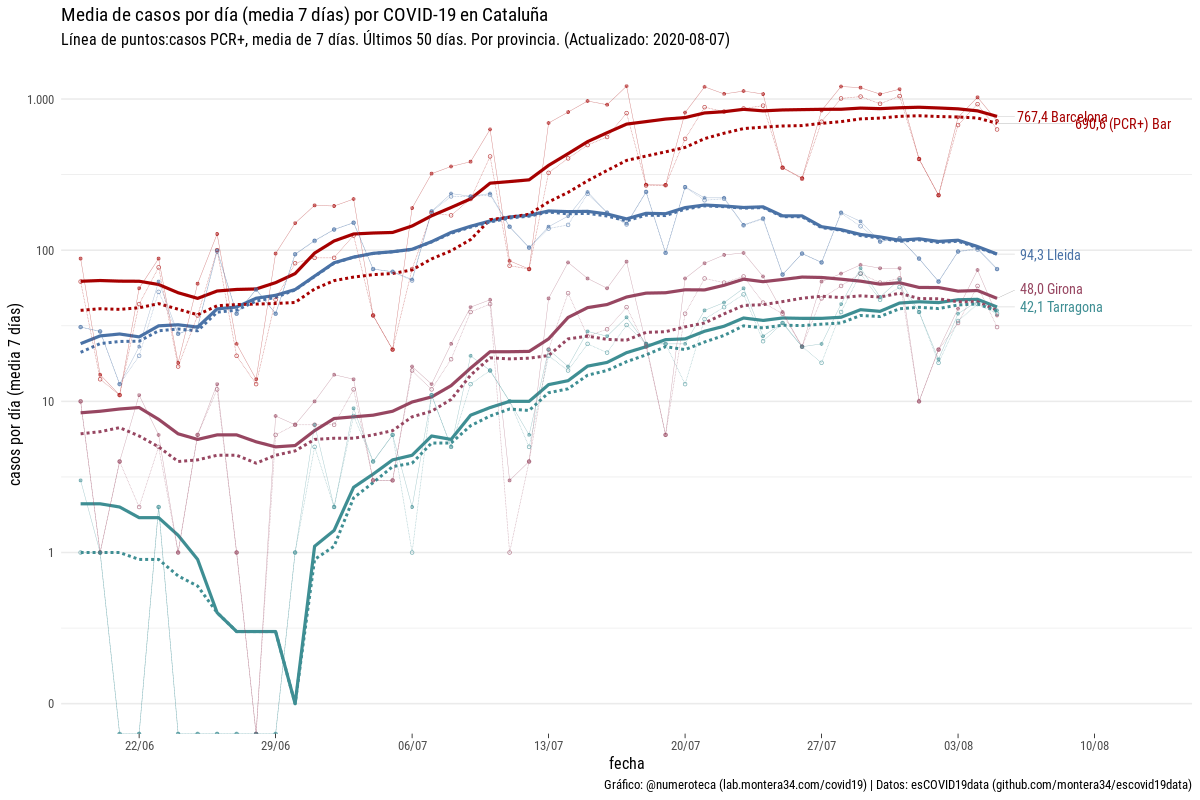 Media de casos por día (media 7 días) por COVID-19 en Cataluña
Línea de puntos:casos PCR+, media de 7 días. Últimos 50 días. Por provincia. (Actualizado: 2020-08-07)
casos por día (media 7 días)
1.000
100
10
1
0
767,4 Barcelona
690,6 (PCR+) Bar
94,3 Lleida
48,0 Girona
42,1 Tarragona
22/06
29/06
06/07
13/07
20/07
27/07
03/08
10/08
fecha
Gráfico: @numeroteca (lab.montera34.com/covid19) | Datos: esCOVID19data (github.com/montera34/escovid19data)